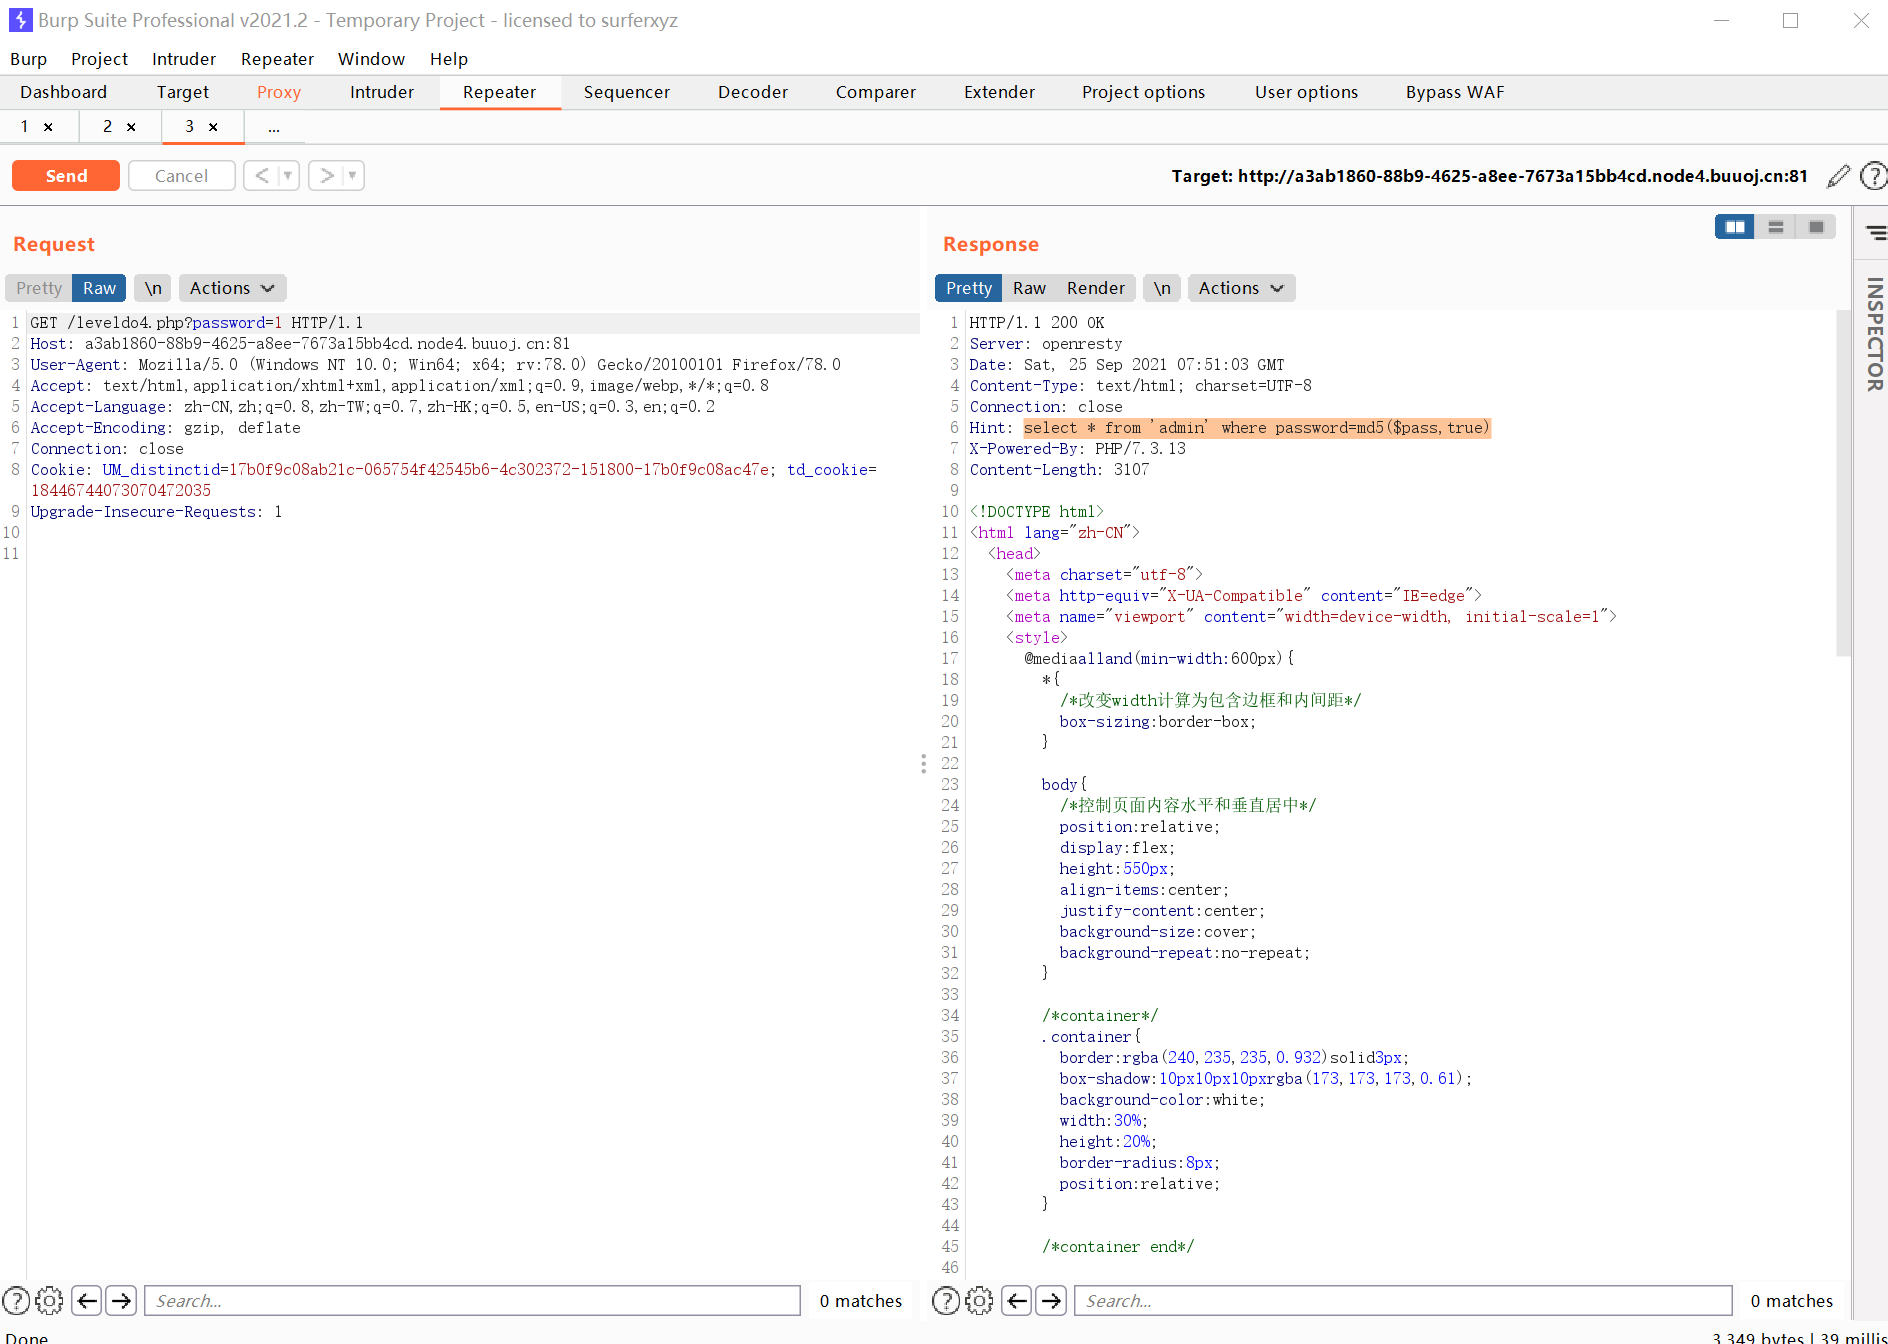 Burp Suite Professional v2021.2 - Temporary Project - licensed to surferxyz
Burp Project Intruder Repeater Window Help
Dashboard Target Proxy Intruder Repeater Sequencer Decoder Comparer Extender Project options User options Bypass WAF
1 × 2 × 3 × ...
Send Cancel < > Target: http://a3ab1860-88b9-4625-a8ee-7673a15bb4cd.node4.buuoj.cn:81
Request
Pretty Raw \n Actions
1 GET /leveldo4.php?password=1 HTTP/1.1
2 Host: a3ab1860-88b9-4625-a8ee-7673a15bb4cd.node4.buuoj.cn:81
3 User-Agent: Mozilla/5.0 (Windows NT 10.0; Win64; x64; rv:78.0) Gecko/20100101 Firefox/78.0
4 Accept: text/html,application/xhtml+xml,application/xml;q=0.9,image/webp,*/*;q=0.8
5 Accept-Language: zh-CN,zh;q=0.8,zh-TW;q=0.7,zh-HK;q=0.5,en-US;q=0.3,en;q=0.2
6 Accept-Encoding: gzip, deflate
7 Connection: close
8 Cookie: UM_distinctid=17b0f9c08ab21c-065754f42545b6-4c302372-151800-17b0f9c08ac47e; td_cookie=
18446744073070472035
9 Upgrade-Insecure-Requests: 1
10
11
Search... 0 matches
Response
Pretty Raw Render \n Actions
1 HTTP/1.1 200 OK
2 Server: openresty
3 Date: Sat, 25 Sep 2021 07:51:03 GMT
4 Content-Type: text/html; charset=UTF-8
5 Connection: close
6 Hint: select * from 'admin' where password=md5($pass,true)
7 X-Powered-By: PHP/7.3.13
8 Content-Length: 3107
9
10 <!DOCTYPE html>
11 <html lang="zh-CN">
12 <head>
13 <meta charset="utf-8">
14 <meta http-equiv="X-UA-Compatible" content="IE=edge">
15 <meta name="viewport" content="width=device-width, initial-scale=1">
16 <style>
17 @mediaalland(min-width:600px){
18 *{
19 /*改变width计算为包含边框和内间距*/
20 box-sizing:border-box;
21 }
22
23 body{
24 /*控制页面内容水平和垂直居中*/
25 position:relative;
26 display:flex;
27 height:550px;
28 align-items:center;
29 justify-content:center;
30 background-size:cover;
31 background-repeat:no-repeat;
32 }
33
34 /*container*/
35 .container{
36 border:rgba(240,235,235,0.932)solid3px;
37 box-shadow:10px10px10pxrgba(173,173,173,0.61);
38 background-color:white;
39 width:30%;
40 height:20%;
41 border-radius:8px;
42 position:relative;
43 }
44
45 /*container end*/
46
Search... 0 matches
INSPECTOR
Done
3,349 bytes | 39 millis